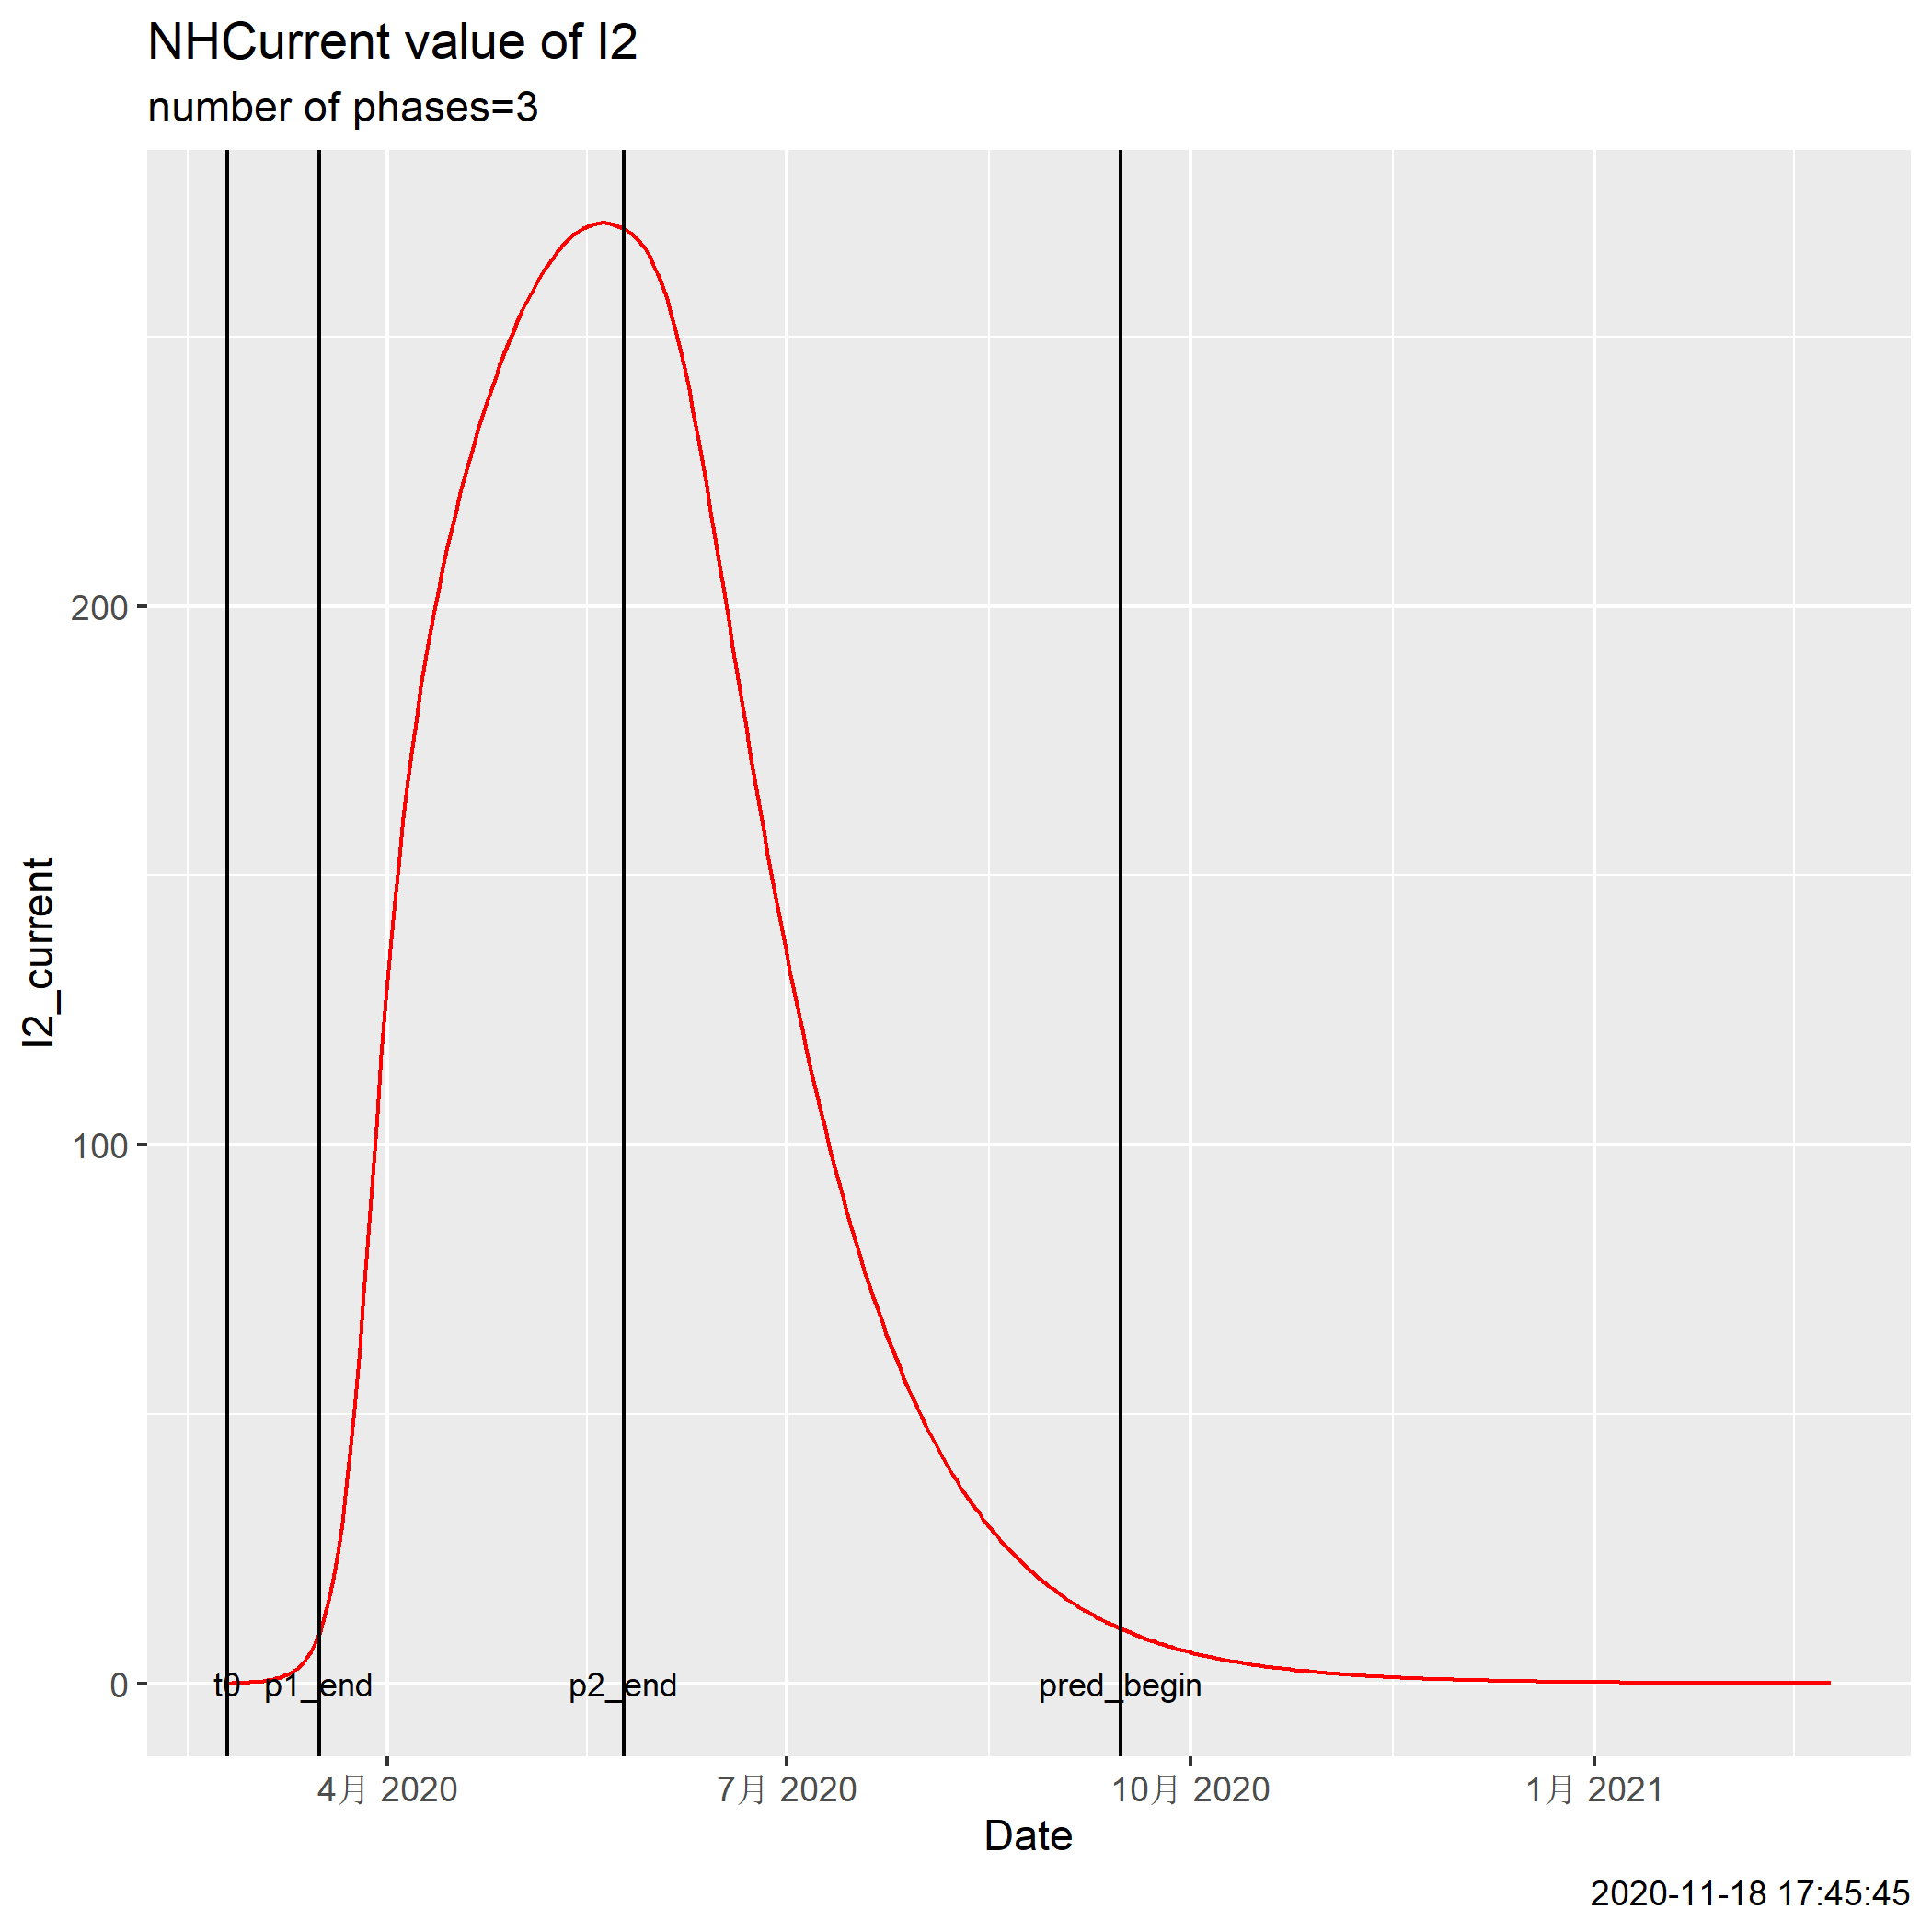 NHCurrent value of I2
number of phases=3
I2_current
200
100
0
t0 p1_end p2_end pred_begin
4月 2020 7月 2020 10月 2020 1月 2021
Date
2020-11-18 17:45:45